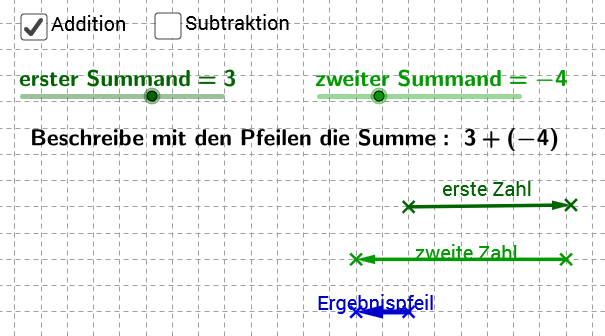 Addition Subtraktion
erster Summand = 3 zweiter Summand = −4
Beschreibe mit den Pfeilen die Summe : 3 + (−4)
erste Zahl
zweite Zahl
Ergebnispfeil